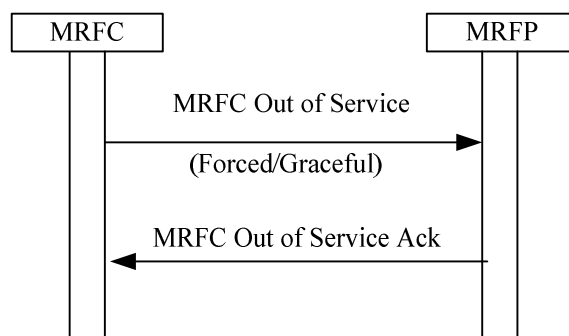 MRFC
MRFP
MRFC Out of Service
(Forced/Graceful)
MRFC Out of Service Ack